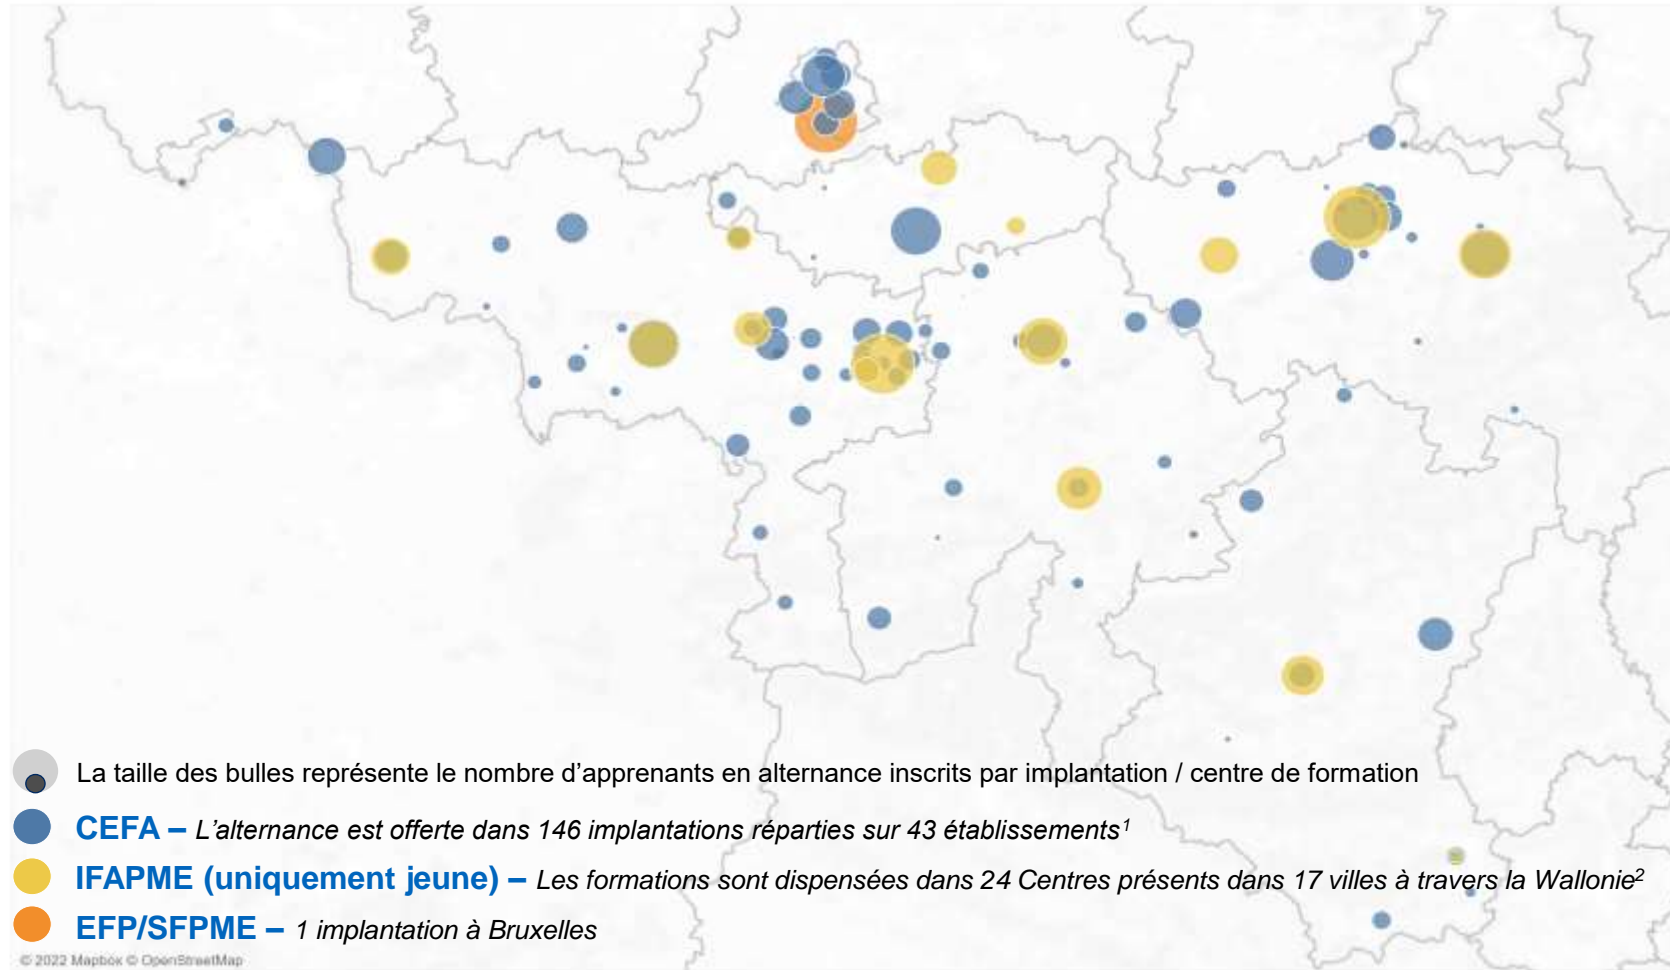 La taille des bulles représente le nombre d’apprenants en alternance inscrits par implantation / centre de formation
CEFA – L’alternance est offerte dans 146 implantations réparties sur 43 établissements¹
IFAPME (uniquement jeune) – Les formations sont dispensées dans 24 Centres présents dans 17 villes à travers la Wallonie²
EFP/SFPME – 1 implantation à Bruxelles
© 2022 Mapbox © OpenStreetMap